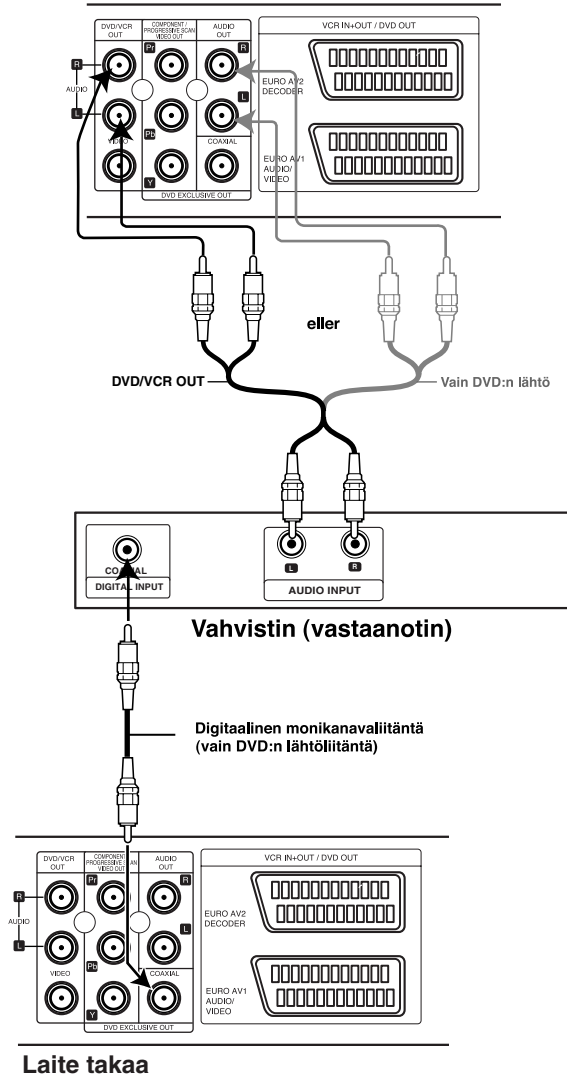 DVD/VCR
OUT
COMPONENT /
PROGRESSIVE SCAN
VIDEO OUT
AUDIO
OUT
VCR IN+OUT / DVD OUT
Pr
R
R
AUDIO
L
L
EURO AV2
DECODER
VIDEO
Pb
COAXIAL
EURO AV1
AUDIO/
VIDEO
Y
DVD EXCLUSIVE OUT
eller
DVD/VCR OUT
Vain DVD:n lähtö
COAXIAL
DIGITAL INPUT
L
R
AUDIO INPUT
Vahvistin (vastaanotin)
Digitaalinen monikanavaliitäntä
(vain DVD:n lähtöliitäntä)
DVD/VCR
OUT
COMPONENT /
PROGRESSIVE SCAN
VIDEO OUT
AUDIO
OUT
VCR IN+OUT / DVD OUT
Pr
R
R
AUDIO
L
L
EURO AV2
DECODER
VIDEO
Pb
COAXIAL
EURO AV1
AUDIO/
VIDEO
Y
DVD EXCLUSIVE OUT
Laite takaa